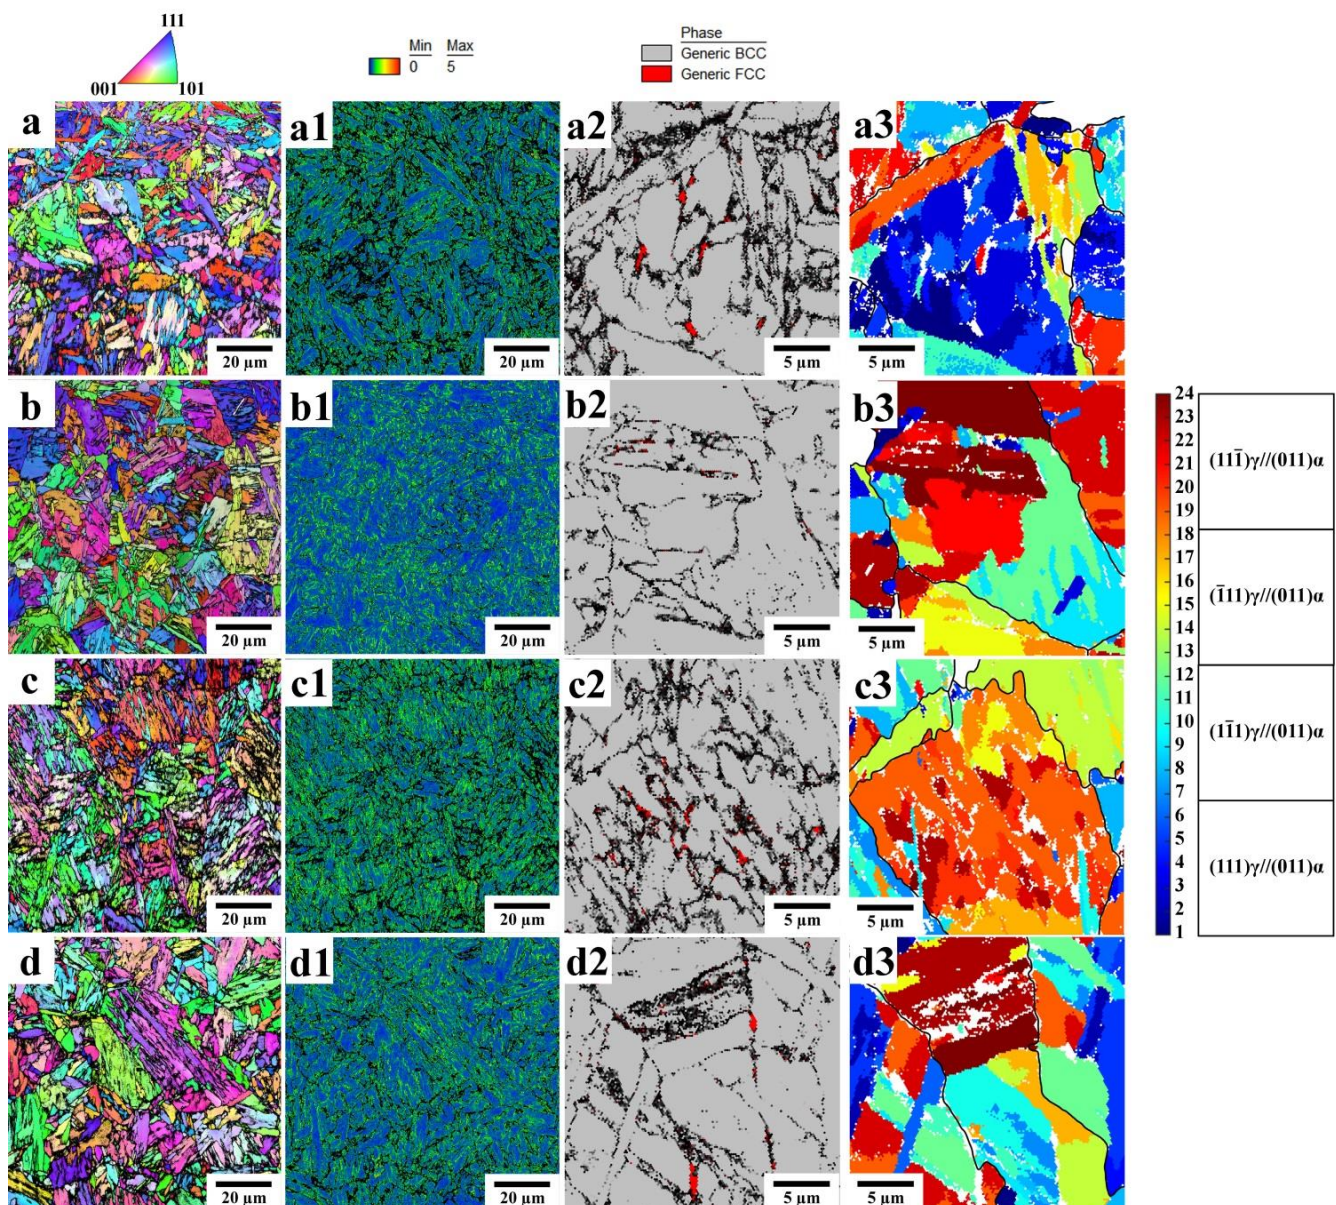 111
001 101
Min Max
0 5
Phase
Generic BCC
Generic FCC
a a1 a2 a3
20 µm 20 µm 5 µm 5 µm
b b1 b2 b3
20 µm 20 µm 5 µm 5 µm
c c1 c2 c3
20 µm 20 µm 5 µm 5 µm
d d1 d2 d3
20 µm 20 µm 5 µm 5 µm
24
23
22
21
20
19
18
17
16
15
14
13
12
11
10
9
8
7
6
5
4
3
2
1
(111̅)γ//(011)α
(1̅11)γ//(011)α
(11̅1)γ//(011)α
(111)γ//(011)α